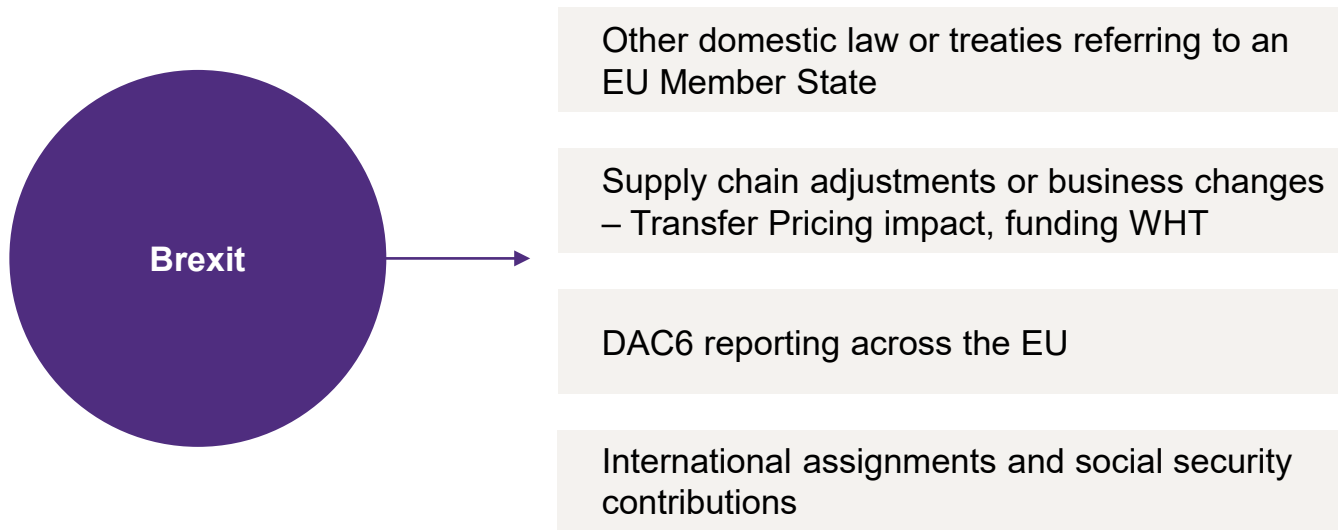 Brexit
Other domestic law or treaties referring to an
EU Member State
Supply chain adjustments or business changes
– Transfer Pricing impact, funding WHT
DAC6 reporting across the EU
International assignments and social security
contributions